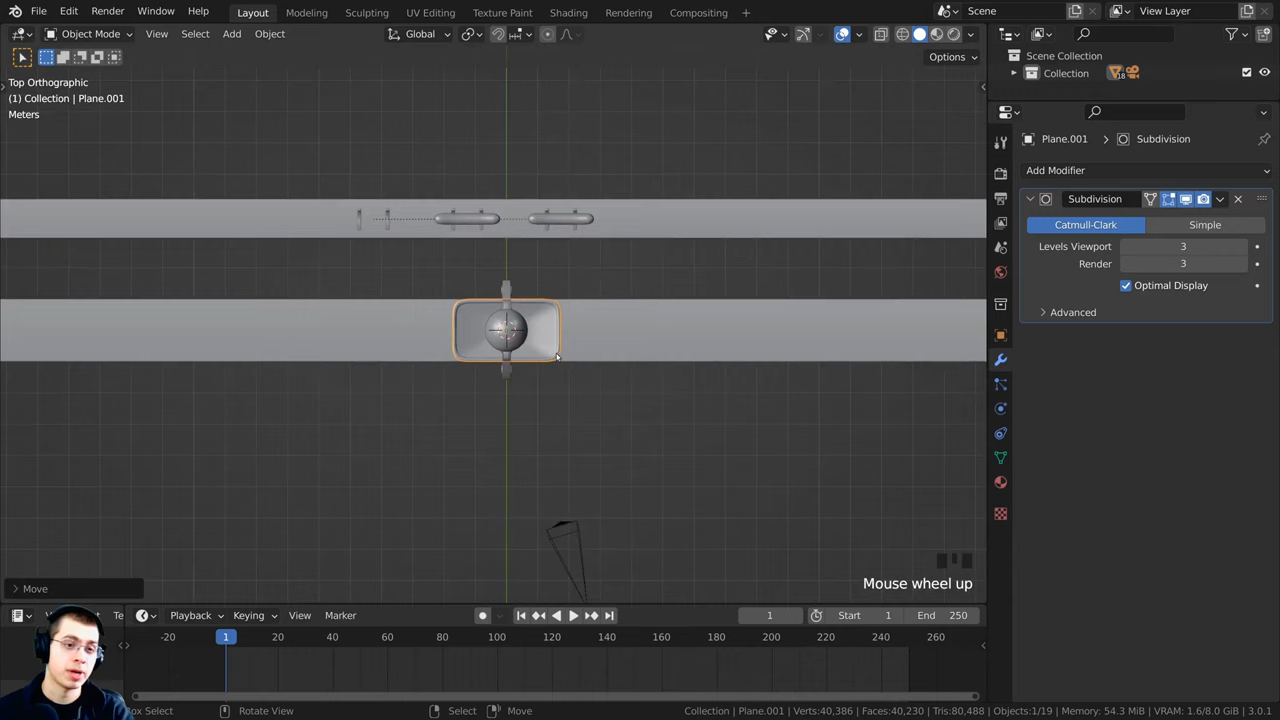 File Edit Render Window Help Layout Modeling Sculpting UV Editing Texture Paint Shading Rendering Compositing + Scene View Layer
Object Mode View Select Add Object Global
Options
Top Orthographic
(1) Collection | Plane.001
Meters
Scene Collection
Collection 18
Plane.001 > Subdivision
Add Modifier
Subdivision
Catmull-Clark Simple
Levels Viewport 3
Render 3
Optimal Display
Advanced
Mouse wheel up
> Move
Playback Keying View Marker 1 Start 1 End 250
-20 1 20 40 60 80 100 120 140 160 180 200 220 240 260
Box Select Rotate View Select Move Collection | Plane.001 | Verts:40,386 | Faces:40,230 | Tris:80,488 | Objects:1/19 | Memory: 54.3 MiB | VRAM: 1.6/8.0 GiB | 3.0.1